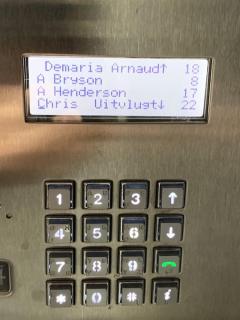 Demaria Arnaud↑ 18
A Bryson 8
A Henderson 17
Chris Uitvlugt↓ 22
1 2 3 ↑
4 5 6 ↓
7 8 9
* 0 # i